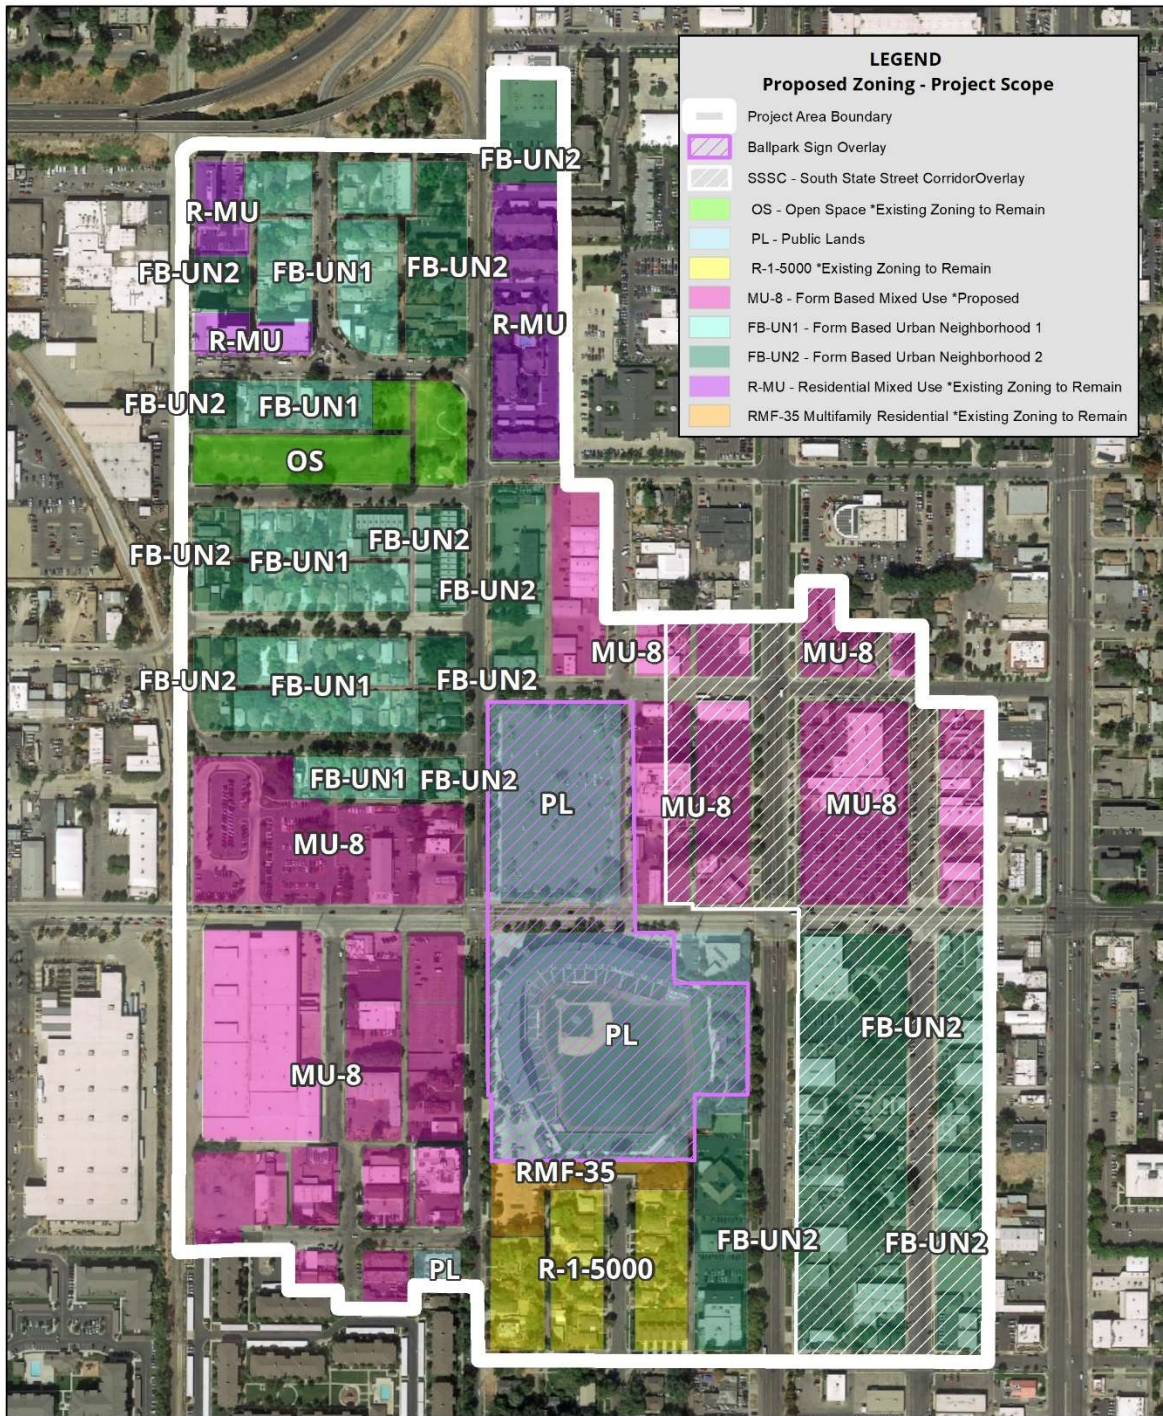 LEGEND
Proposed Zoning - Project Scope
Project Area Boundary
Ballpark Sign Overlay
SSSC - South State Street CorridorOverlay
OS - Open Space *Existing Zoning to Remain
PL - Public Lands
R-1-5000 *Existing Zoning to Remain
MU-8 - Form Based Mixed Use *Proposed
FB-UN1 - Form Based Urban Neighborhood 1
FB-UN2 - Form Based Urban Neighborhood 2
R-MU - Residential Mixed Use *Existing Zoning to Remain
RMF-35 Multifamily Residential *Existing Zoning to Remain
FB-UN2
R-MU
FB-UN2
FB-UN1
FB-UN2
R-MU
R-MU
FB-UN2
FB-UN1
OS
FB-UN2
FB-UN1
FB-UN2
FB-UN2
MU-8
MU-8
FB-UN2
FB-UN1
FB-UN2
FB-UN1
FB-UN2
PL
MU-8
MU-8
MU-8
PL
FB-UN2
MU-8
RMF-35
FB-UN2
FB-UN2
PL
R-1-5000